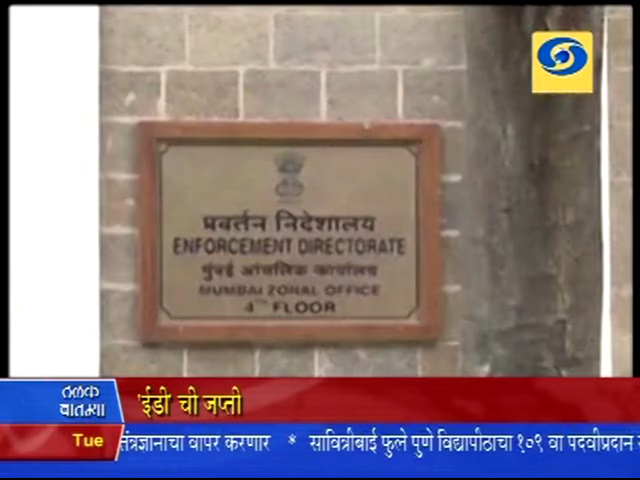 प्रवर्तन निदेशालय
ENFORCEMENT DIRECTORATE
मुंबई आंचलिक कार्यालय
MUMBAI ZONAL OFFICE
4TH FLOOR
ठळक
बातम्या
'ईडी' ची जप्ती
Tue
तंत्रज्ञानाचा वापर करणार * सावित्रीबाई फुले पुणे विद्यापीठाचा १०९ वा पदवीप्रदान